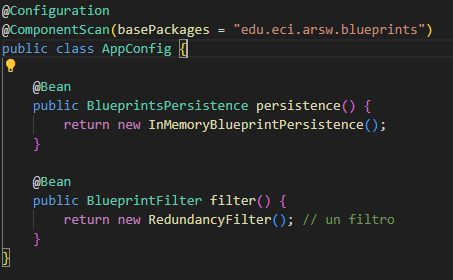 @Configuration
@ComponentScan(basePackages = "edu.eci.arsw.blueprints")
public class AppConfig {
@Bean
public BlueprintsPersistence persistence() {
return new InMemoryBlueprintPersistence();
}
@Bean
public BlueprintFilter filter() {
return new RedundancyFilter(); // un filtro
}
}